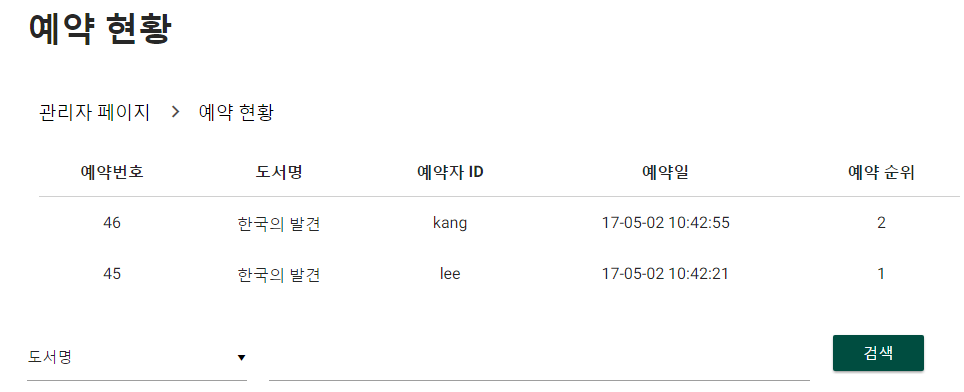 예약 현황
관리자 페이지 > 예약 현황
예약번호 도서명 예약자 ID 예약일 예약 순위
46 한국의 발견 kang 17-05-02 10:42:55 2
45 한국의 발견 lee 17-05-02 10:42:21 1
도서명 ▼ 검색